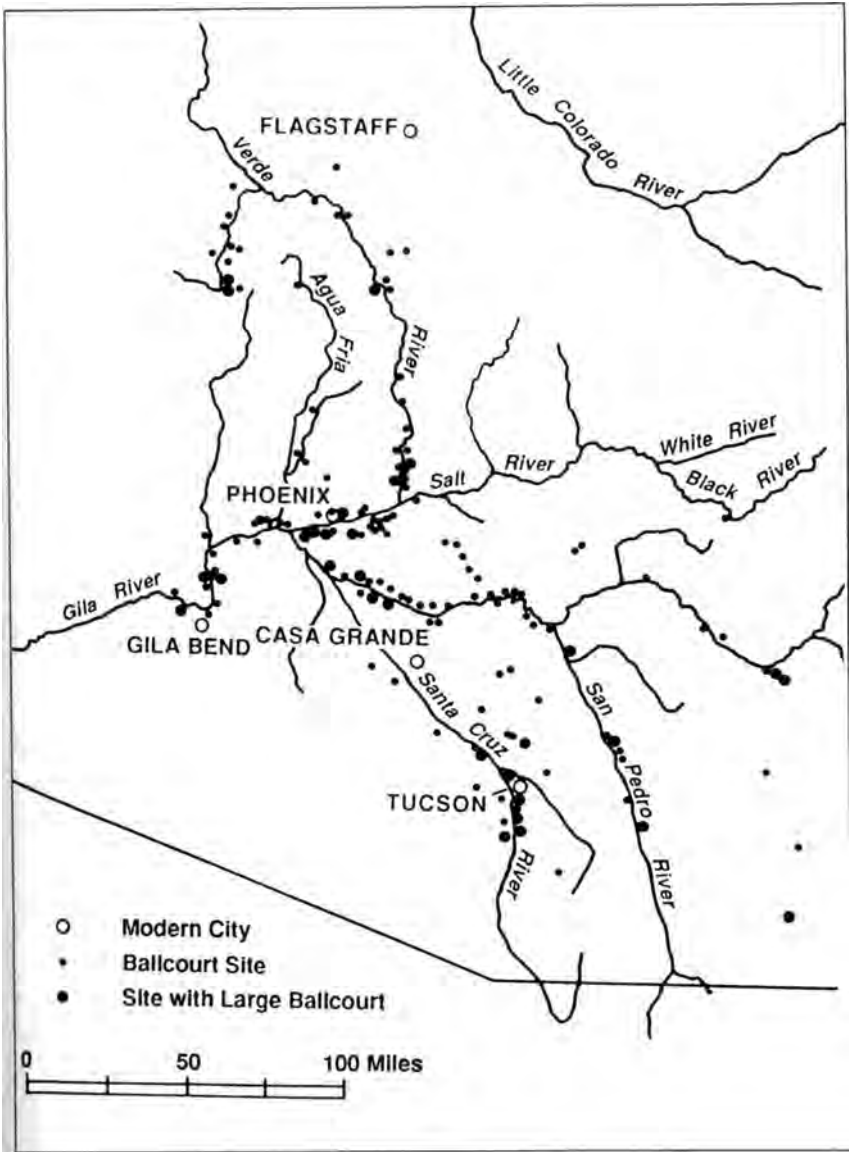 Little Colorado River
FLAGSTAFF
Verde River
Agua Fria
White River
Black River
Salt River
PHOENIX
Gila River
GILA BEND
CASA GRANDE
Santa Cruz River
San Pedro River
TUCSON
Modern City
Ballcourt Site
Site with Large Ballcourt
0 50 100 Miles